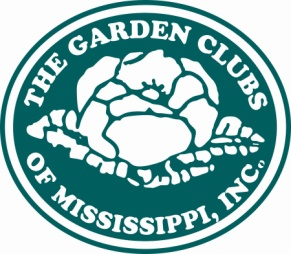 THE GARDEN CLUBS
OF MISSISSIPPI, INC.,